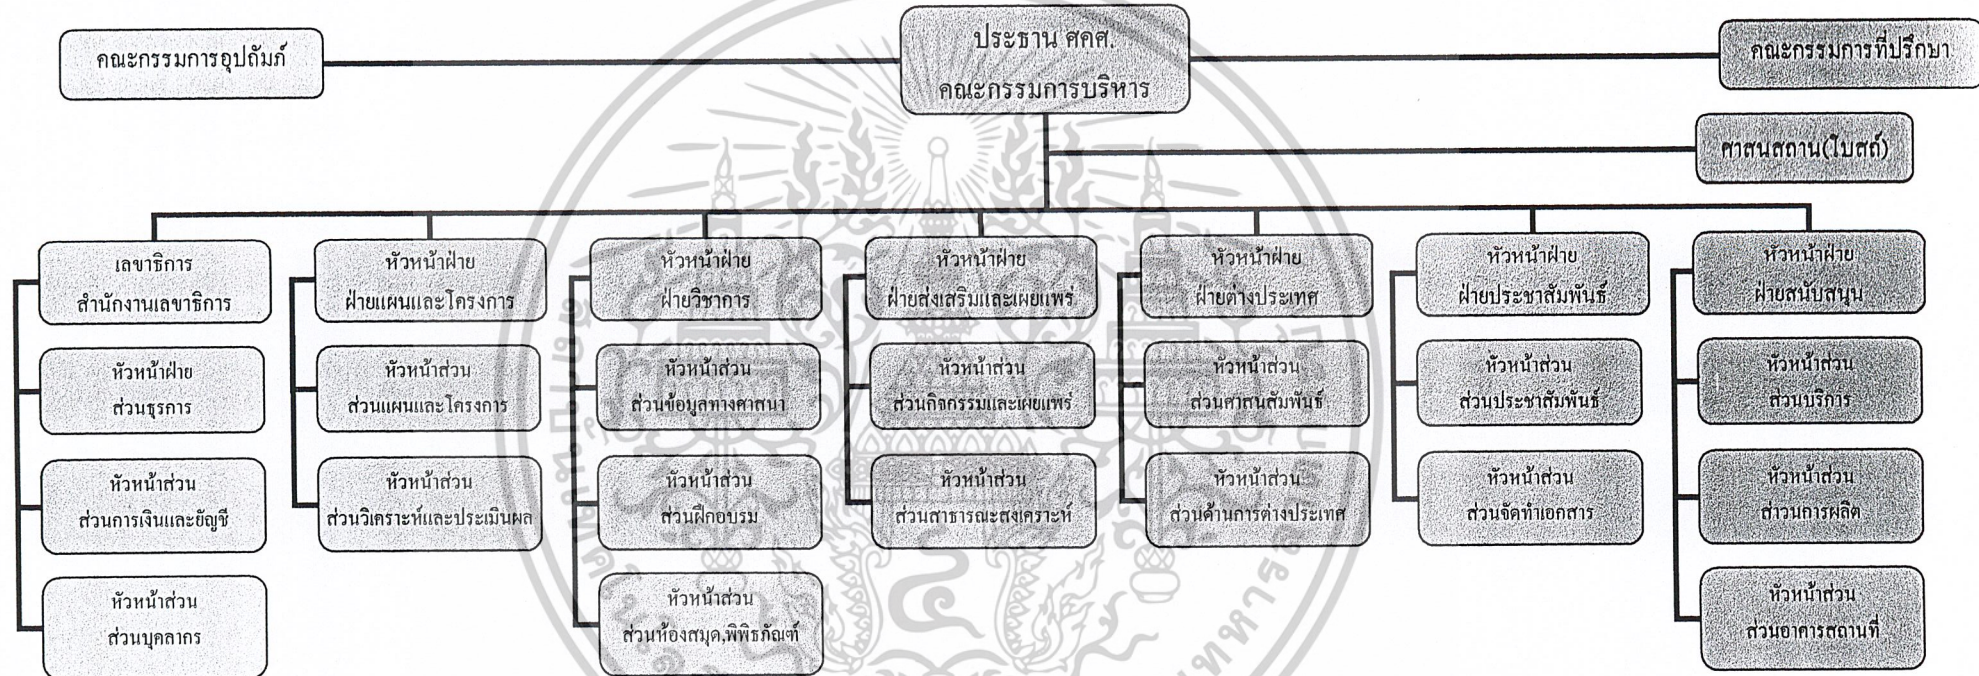 คณะกรรมการอุปถัมภ์
ประธาน ศคศ.
คณะกรรมการบริหาร
คณะกรรมการที่ปรึกษา
ศาสนสถาน(โบสถ์)
เลขาธิการ
สำนักงานเลขาธิการ
หัวหน้าฝ่าย
ส่วนธุรการ
หัวหน้าส่วน
ส่วนการเงินและยัญชี
หัวหน้าส่วน
ส่วนบุคลากร
หัวหน้าฝ่าย
ฝ่ายแผนและโครงการ
หัวหน้าส่วน
ส่วนแผนและโครงการ
หัวหน้าส่วน
ส่วนวิเคราะห์และประเมินผล
หัวหน้าฝ่าย
ฝ่ายวิชาการ
หัวหน้าส่วน
ส่วนข้อมูลทางศาสนา
หัวหน้าส่วน
ส่วนฝึกอบรม
หัวหน้าส่วน
ส่วนห้องสมุด,พิพิธภัณฑ์
หัวหน้าฝ่าย
ฝ่ายส่งเสริมและเผยแพร่
หัวหน้าส่วน
ส่วนกิจกรรมและเผยแพร่
หัวหน้าส่วน
ส่วนสาธารณะสงเคราะห์
หัวหน้าฝ่าย
ฝ่ายต่างประเทศ
หัวหน้าส่วน
ส่วนศาสนสัมพันธ์
หัวหน้าส่วน
ส่วนด้านการต่างประเทศ
หัวหน้าฝ่าย
ฝ่ายประชาสัมพันธ์
หัวหน้าส่วน
ส่วนประชาสัมพันธ์
หัวหน้าส่วน
ส่วนจัดทำเอกสาร
หัวหน้าฝ่าย
ฝ่ายสนับสนุน
หัวหน้าส่วน
ส่วนบริการ
หัวหน้าส่วน
ส่าวนการผลิต
หัวหน้าส่วน
ส่วนอาคารสถานที่